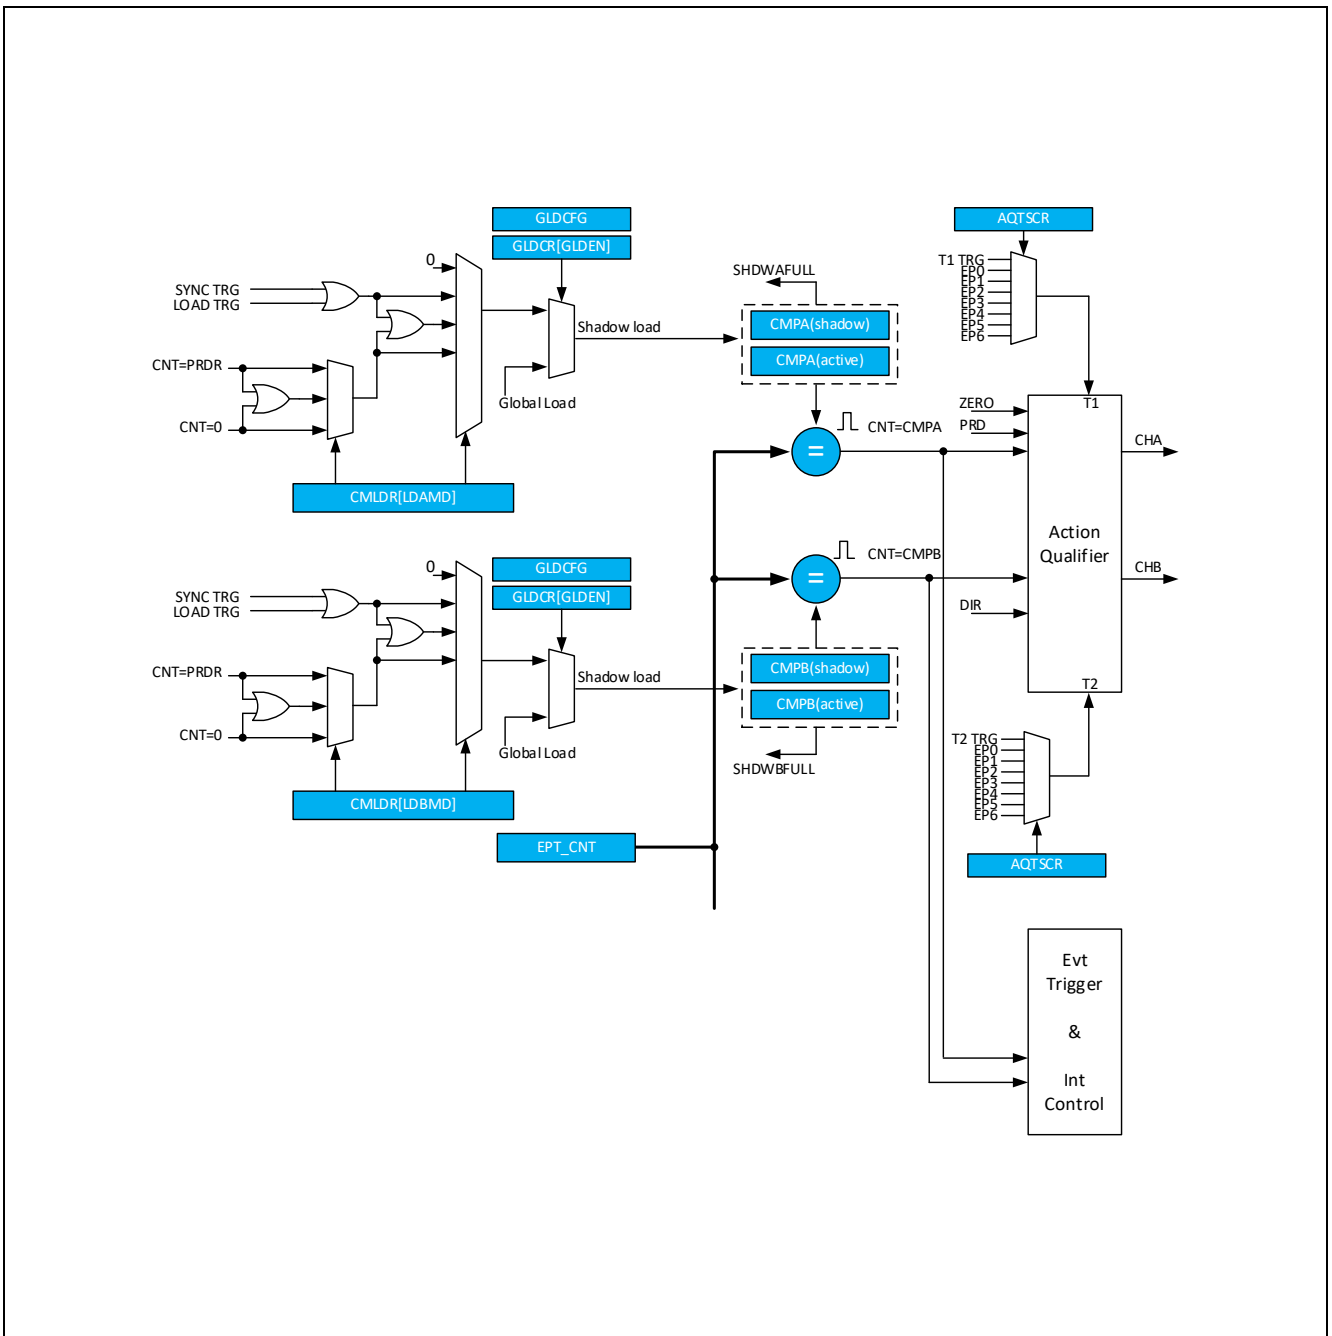 GLDCFG
GLDCR[GLDEN]
0
SYNC TRG
LOAD TRG
CNT=PRDR
CNT=0
Shadow load
Global Load
CMLDR[LDAMD]
SHDWAFULL
CMPA(shadow)
CMPA(active)
=
CNT=CMPA
AQTSCR
T1 TRG
EP0
EP1
EP2
EP3
EP4
EP5
EP6
T1
ZERO
PRD
CHA
Action
Qualifier
CHB
DIR
T2
GLDCFG
GLDCR[GLDEN]
0
SYNC TRG
LOAD TRG
CNT=PRDR
CNT=0
Shadow load
Global Load
CMLDR[LDBMD]
=
CNT=CMPB
CMPB(shadow)
CMPB(active)
SHDWBFULL
T2 TRG
EP0
EP1
EP2
EP3
EP4
EP5
EP6
AQTSCR
EPT_CNT
Evt
Trigger
&
Int
Control